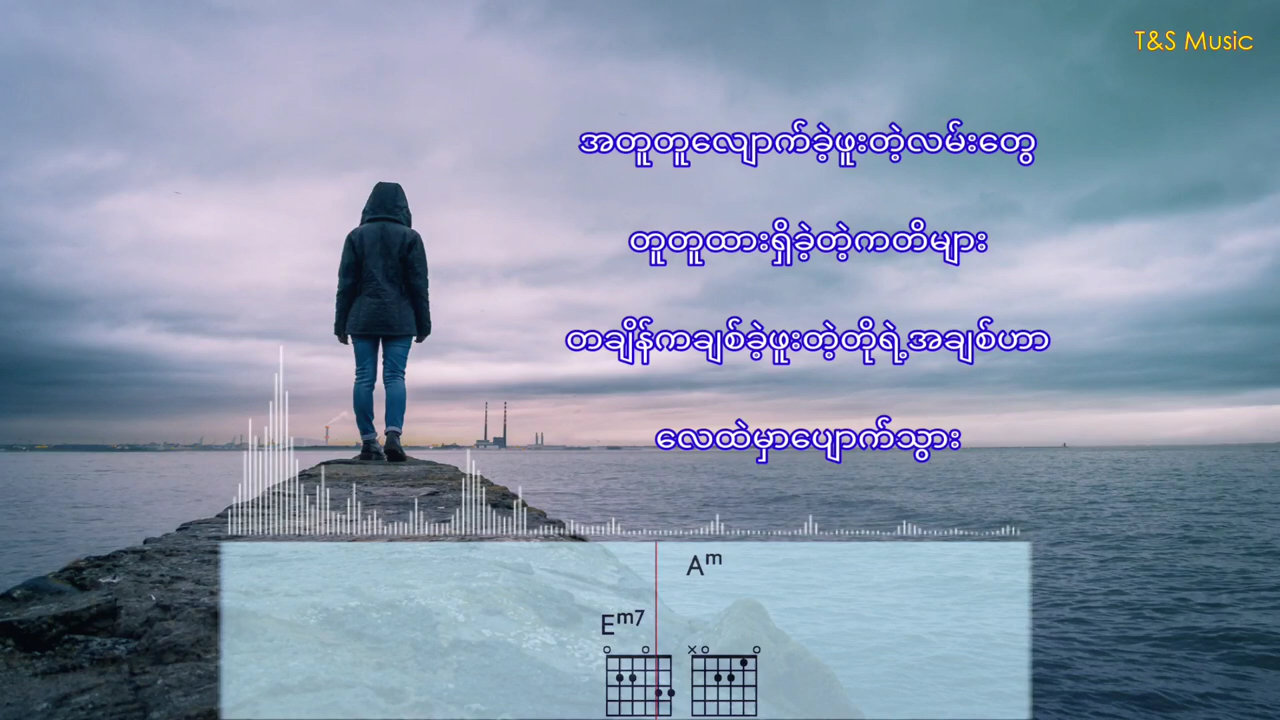 T&S Music
အတူတူလျောက်ခဲ့ဖူးတဲ့လမ်းတွေ
တူတူထားရှိခဲ့တဲ့ကတိများ
တချိန်ကချစ်ခဲ့ဖူးတဲ့တို့ရဲ့အချစ်ဟာ
လေထဲမှာပျောက်သွား
Am
Em7